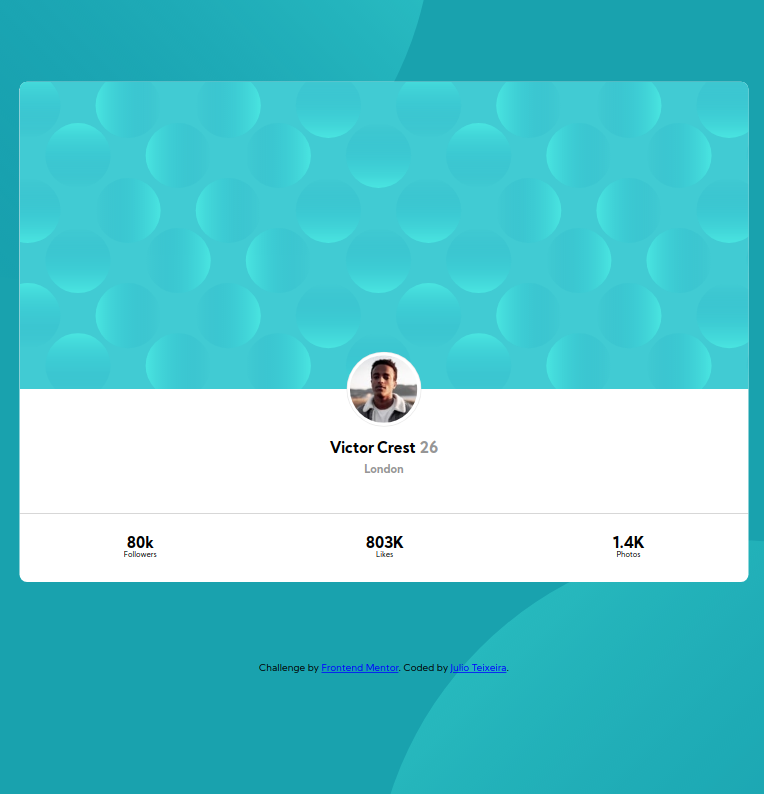 Victor Crest 26
London
80k 803K 1.4K
Followers Likes Photos
Challenge by Frontend Mentor. Coded by Julio Teixeira.